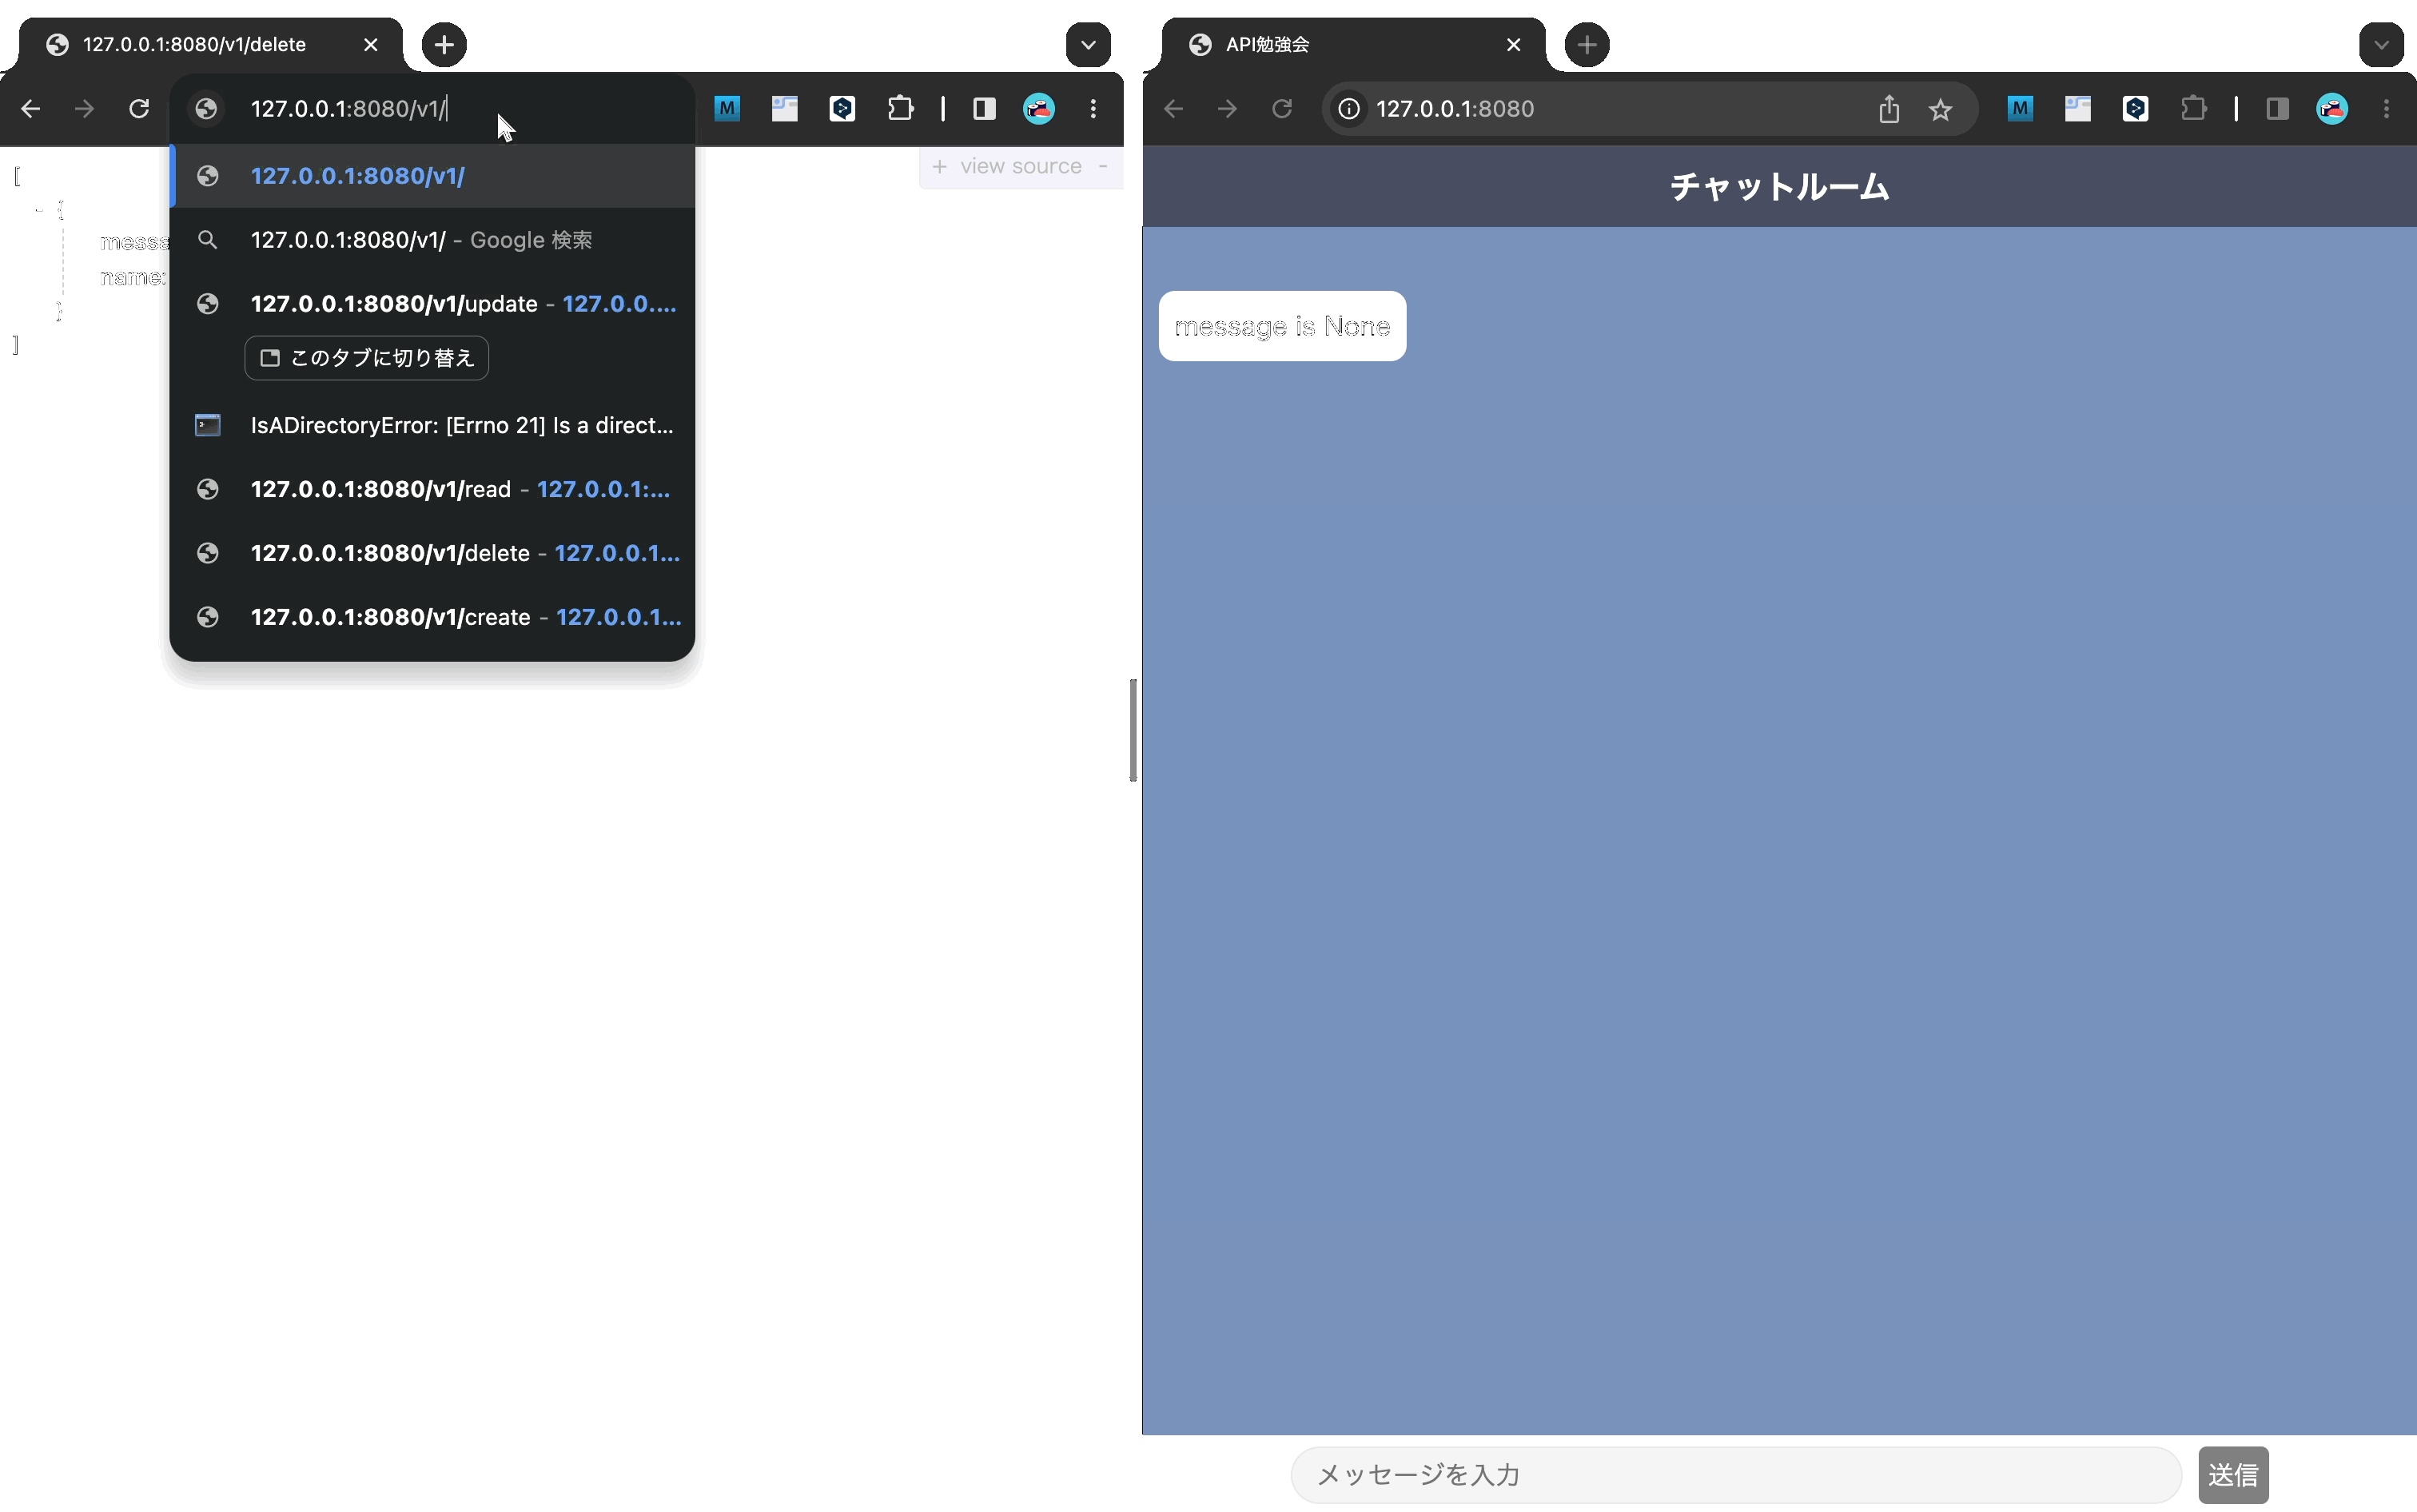 127.0.0.1:8080/v1/delete
127.0.0.1:8080/v1/
M
+ view source -
[
- {
name:
}
]
127.0.0.1:8080/v1/
127.0.0.1:8080/v1/ - Google 検索
127.0.0.1:8080/v1/update - 127.0.0....
このタブに切り替え
IsADirectoryError: [Errno 21] Is a direct...
127.0.0.1:8080/v1/read - 127.0.0.1:...
127.0.0.1:8080/v1/delete - 127.0.0.1...
127.0.0.1:8080/v1/create - 127.0.0.1...
API勉強会
127.0.0.1:8080
M
チャットルーム
message is None
メッセージを入力
送信